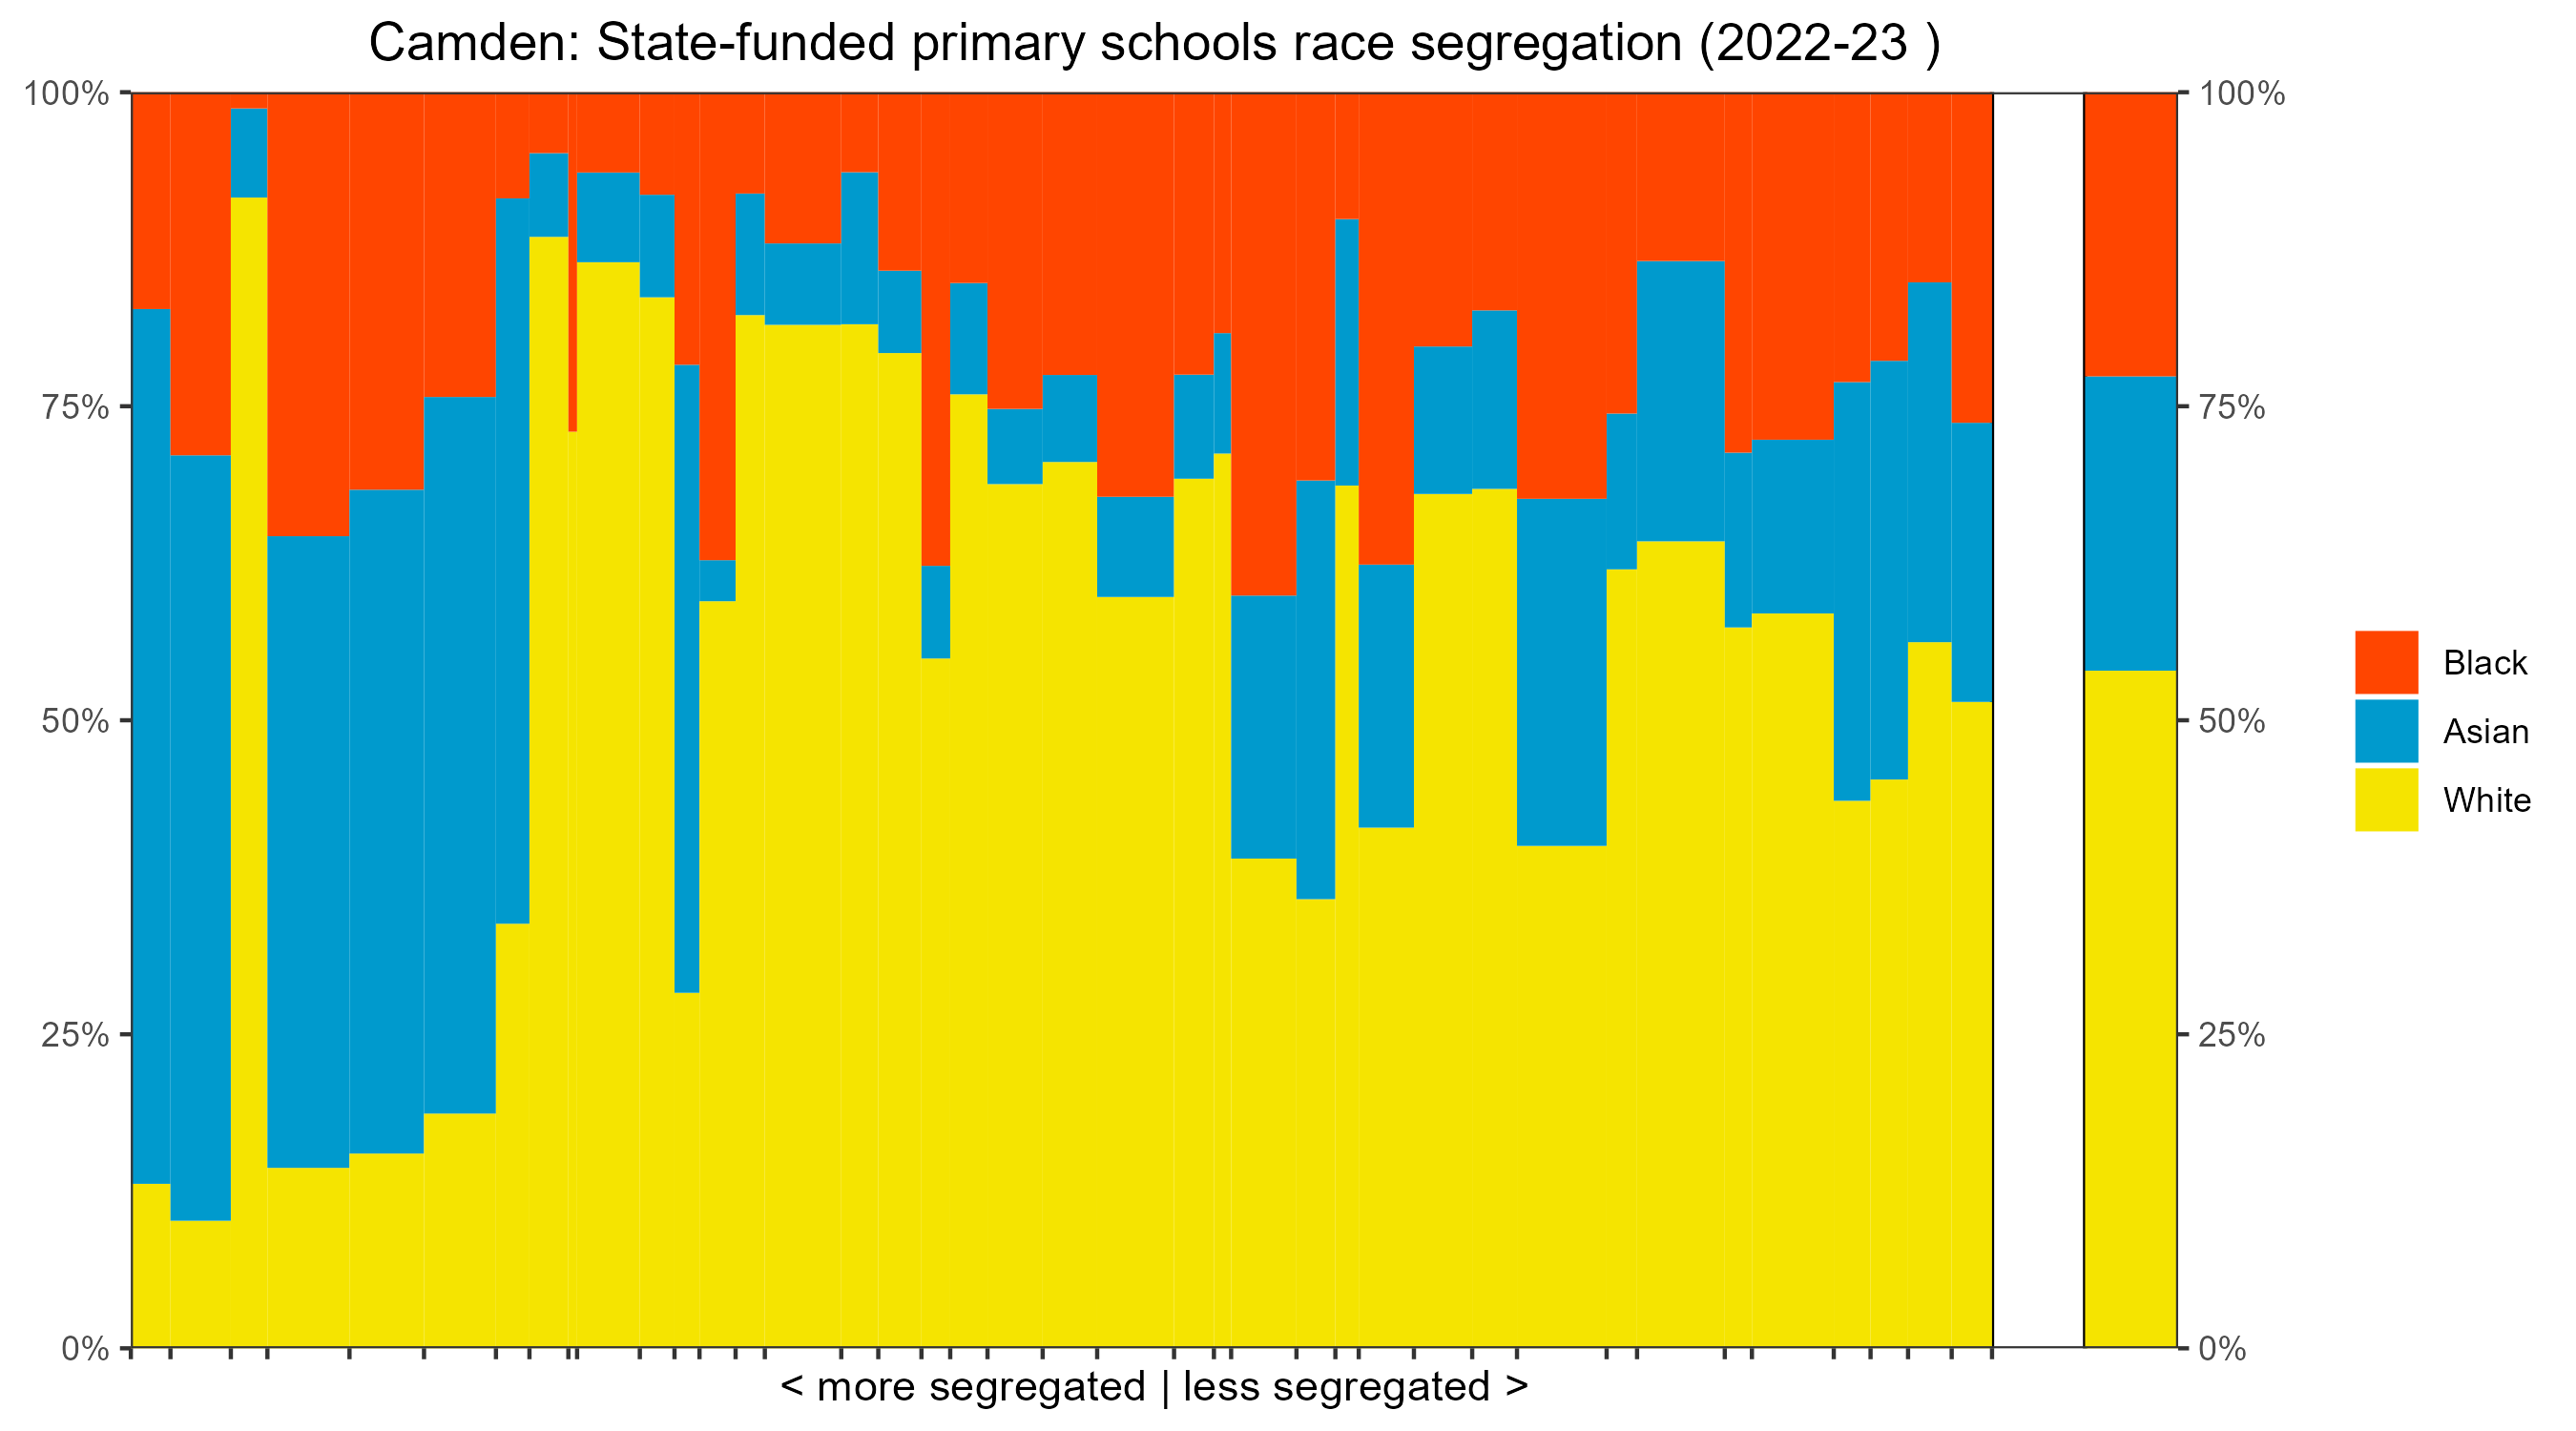 Camden: State-funded primary schools race segregation (2022-23 )
100%
75%
50%
25%
0%
100%
75%
50%
25%
0%
Black
Asian
White
< more segregated | less segregated >